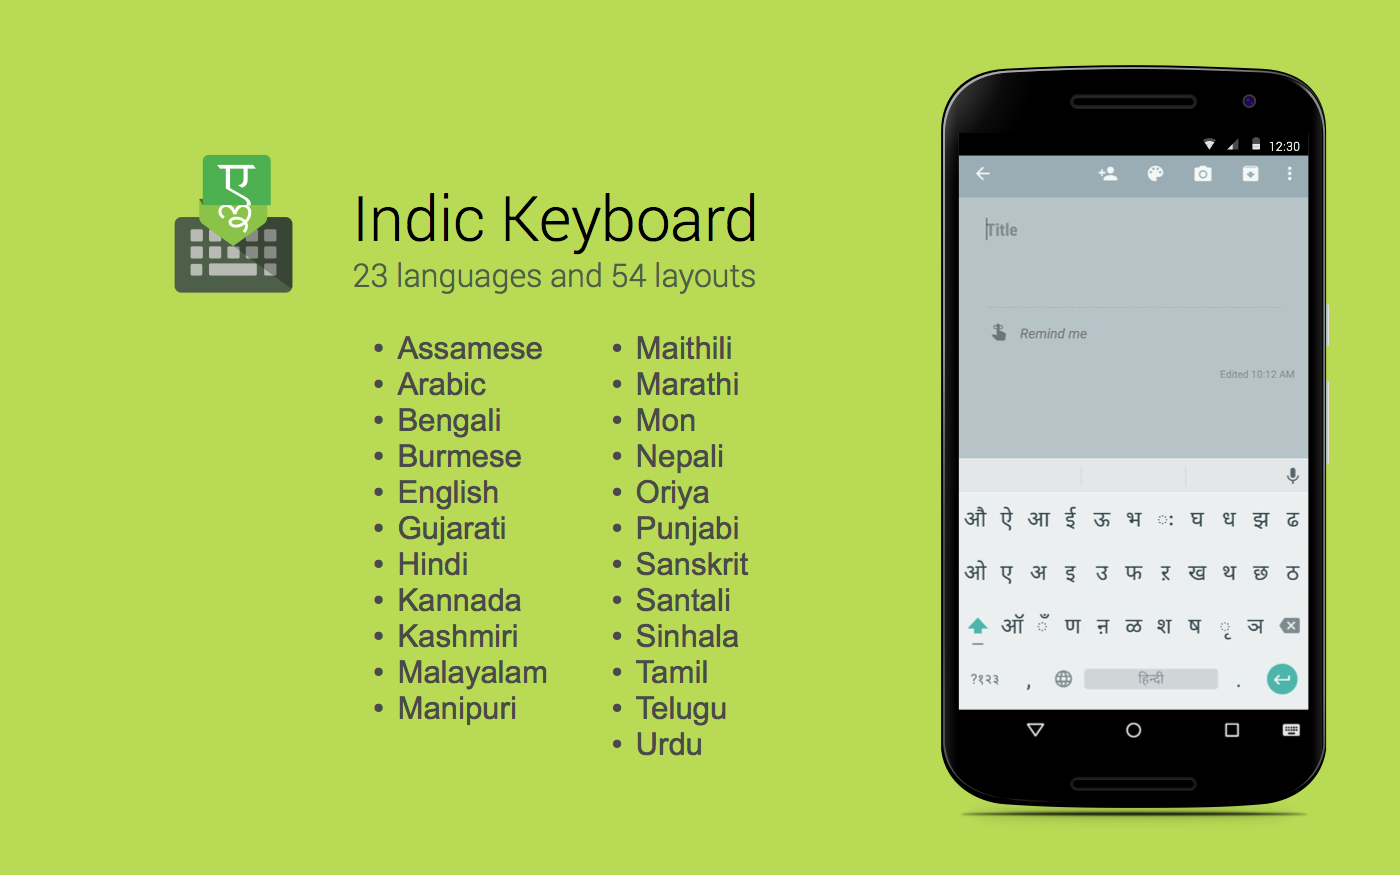 ए
ல
Indic Keyboard
23 languages and 54 layouts
• Assamese
• Arabic
• Bengali
• Burmese
• English
• Gujarati
• Hindi
• Kannada
• Kashmiri
• Malayalam
• Manipuri
• Maithili
• Marathi
• Mon
• Nepali
• Oriya
• Punjabi
• Sanskrit
• Santali
• Sinhala
• Tamil
• Telugu
• Urdu
12:30
Title
Remind me
Edited 10:12 AM
औ ऐ आ ई ऊ भ ः घ ध झ ढ
ओ ए अ इ उ फ ऱ ख थ छ ठ
ऑ ँ ण ऩ ळ श ष ृ ञ
?१२३ , हिन्दी .